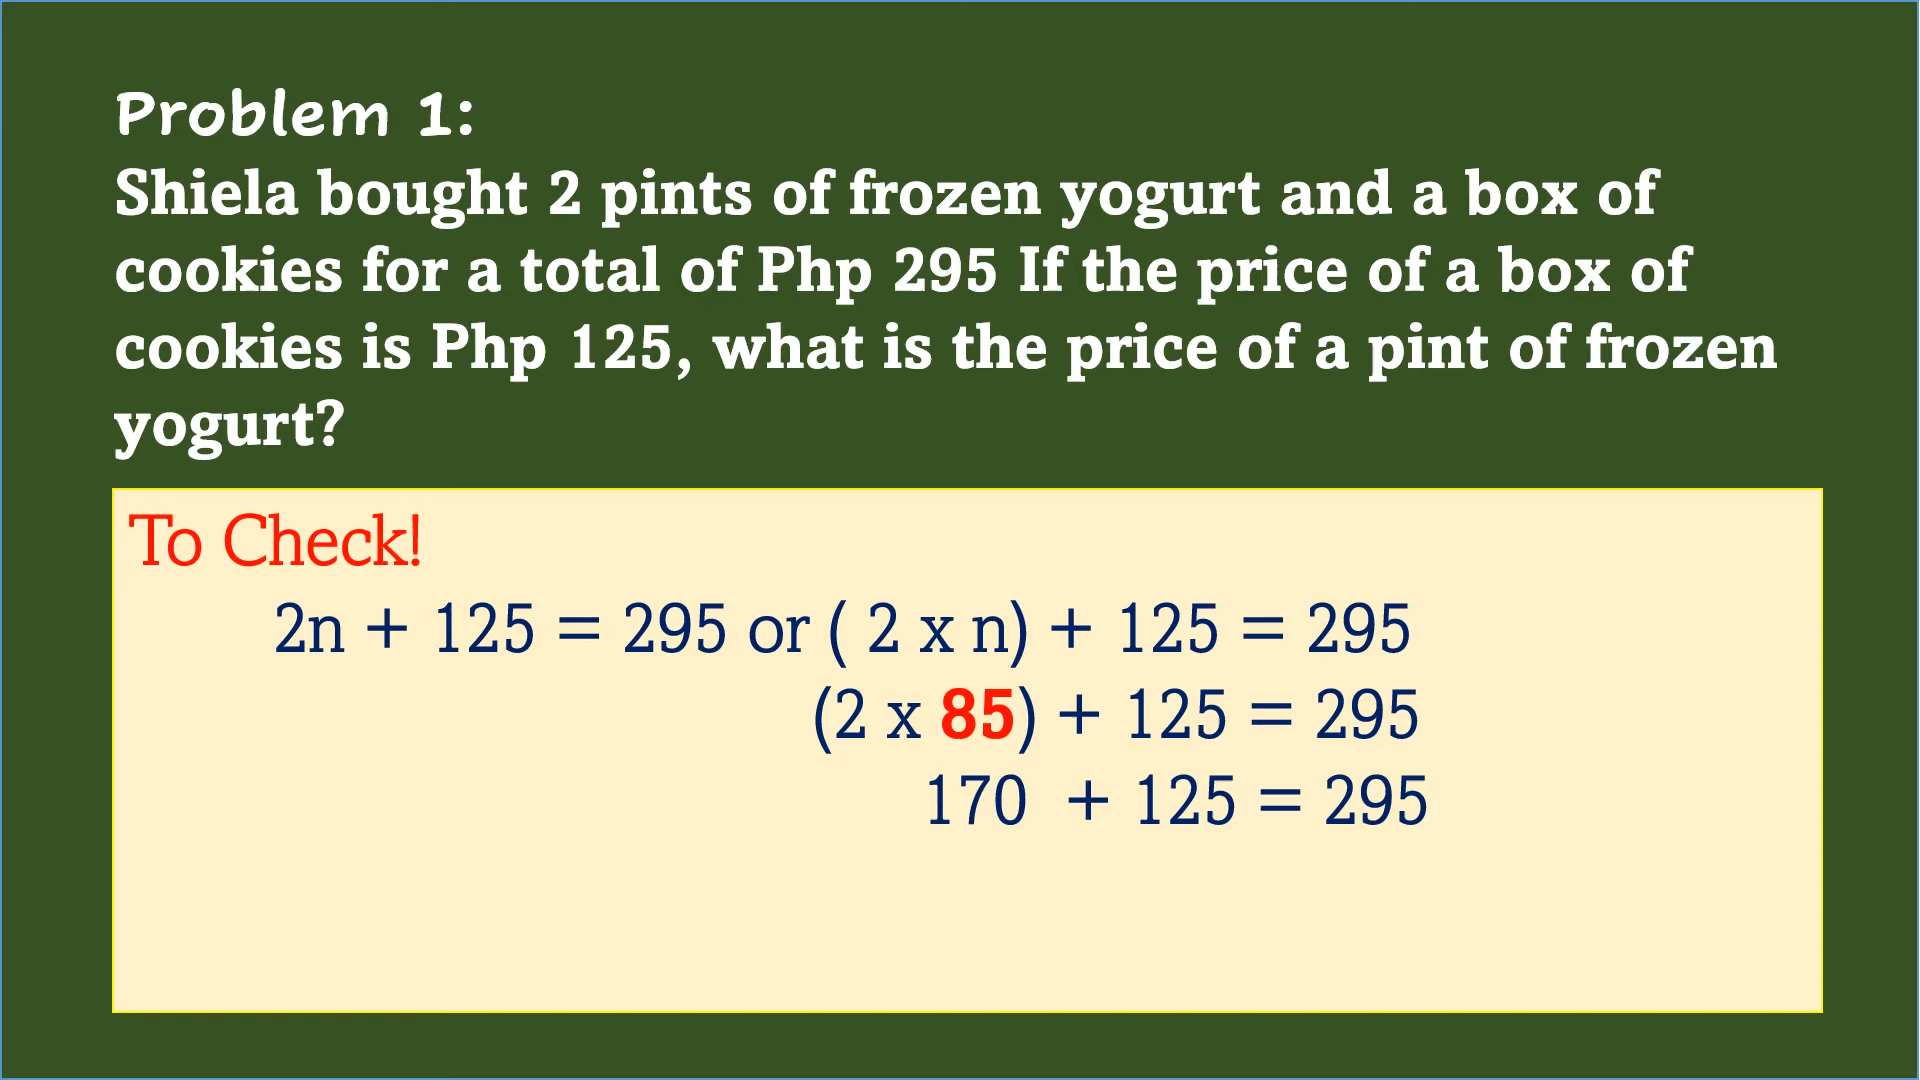 Problem 1:
Shiela bought 2 pints of frozen yogurt and a box of
cookies for a total of Php 295 If the price of a box of
cookies is Php 125, what is the price of a pint of frozen
yogurt?
To Check!
2n + 125 = 295 or ( 2 x n) + 125 = 295
(2 x 85) + 125 = 295
170 + 125 = 295